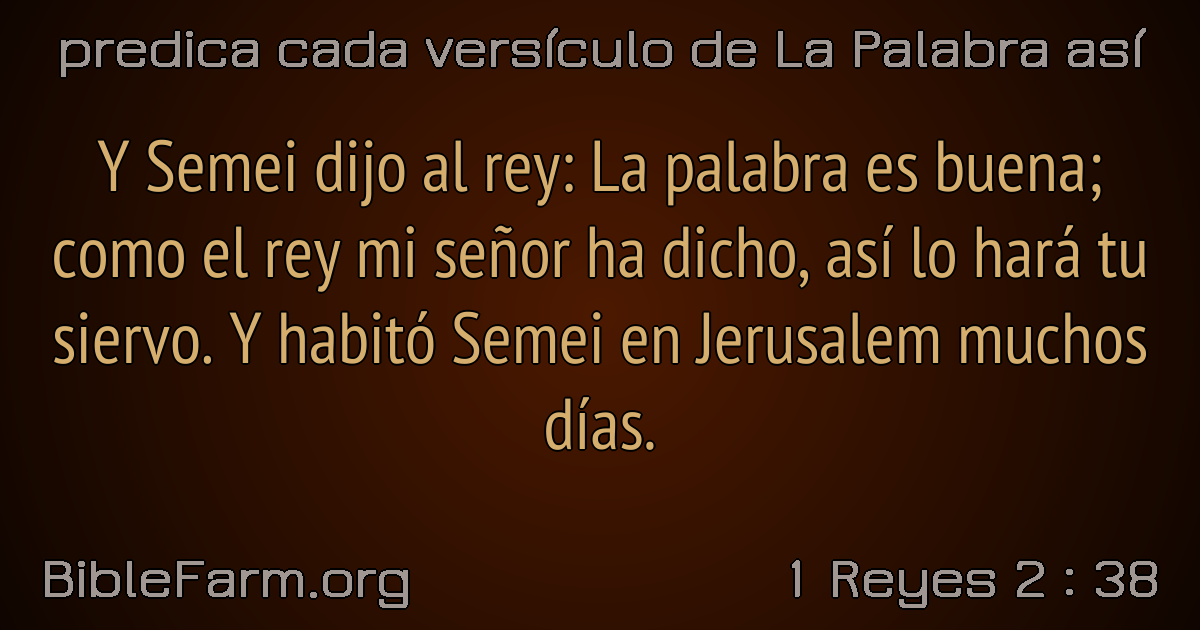 predica cada versículo de La Palabra así
Y Semei dijo al rey: La palabra es buena;
como el rey mi señor ha dicho, así lo hará tu
siervo. Y habitó Semei en Jerusalem muchos
días.
BibleFarm.org
1 Reyes 2 : 38